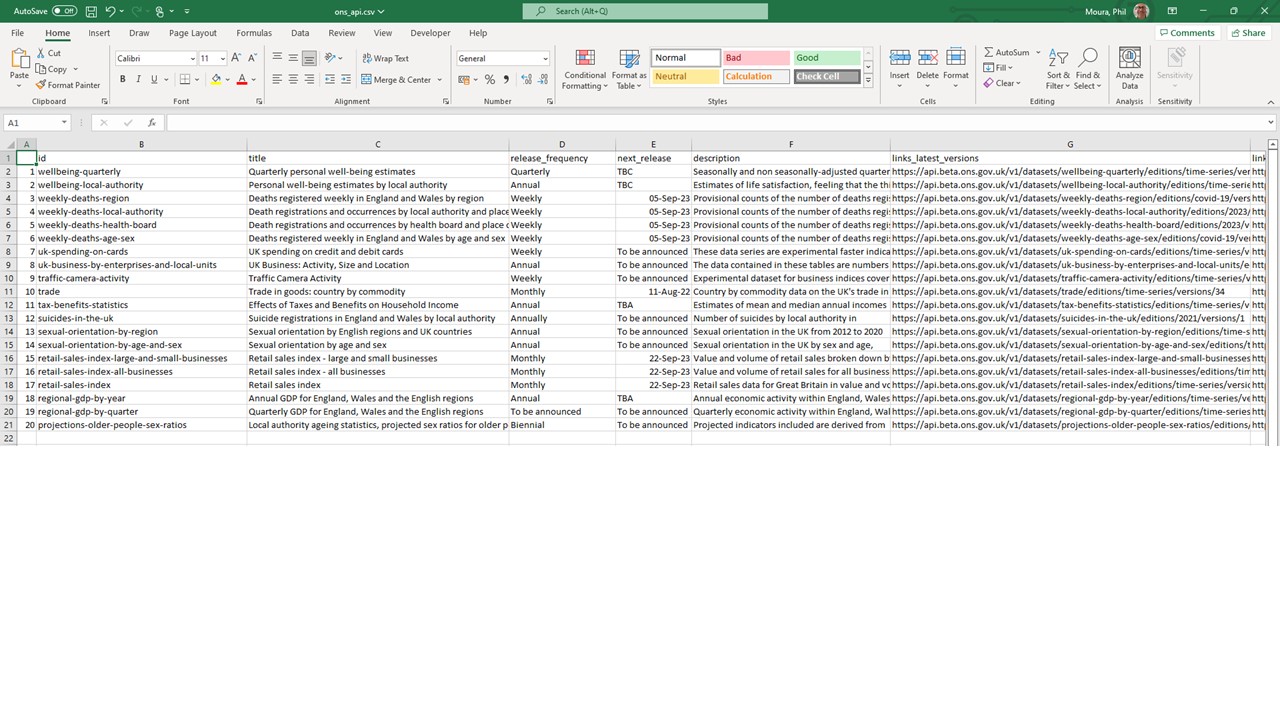 AutoSave Off ons_api.csv Search (Alt+Q) Moura, Phil
File Home Insert Draw Page Layout Formulas Data Review View Developer Help Comments Share
Paste Cut Copy Format Painter Clipboard
Calibri 11 B I U A Font
Wrap Text Merge & Center Alignment
General % Number
Conditional Formatting Format as Table Normal Bad Good Neutral Calculation Check Cell Styles
Insert Delete Format Cells
AutoSum Fill Clear Sort & Filter Find & Select Editing
Analyze Data Analysis
Sensitivity Sensitivity
A1 fx
A B C D E F G
1 id title release_frequency next_release description links_latest_versions link
2 1 wellbeing-quarterly Quarterly personal well-being estimates Quarterly TBC Seasonally and non seasonally-adjusted quarter https://api.beta.ons.gov.uk/v1/datasets/wellbeing-quarterly/editions/time-series/ver http
3 2 wellbeing-local-authority Personal well-being estimates by local authority Annual TBC Estimates of life satisfaction, feeling that the thi https://api.beta.ons.gov.uk/v1/datasets/wellbeing-local-authority/editions/time-serie http
4 3 weekly-deaths-region Deaths registered weekly in England and Wales by region Weekly 05-Sep-23 Provisional counts of the number of deaths regi https://api.beta.ons.gov.uk/v1/datasets/weekly-deaths-region/editions/covid-19/vers http
5 4 weekly-deaths-local-authority Death registrations and occurrences by local authority and place Weekly 05-Sep-23 Provisional counts of the number of deaths regi https://api.beta.ons.gov.uk/v1/datasets/weekly-deaths-local-authority/editions/2023/ http
6 5 weekly-deaths-health-board Death registrations and occurrences by health board and place o Weekly 05-Sep-23 Provisional counts of the number of deaths regi https://api.beta.ons.gov.uk/v1/datasets/weekly-deaths-health-board/editions/2023/v http
7 6 weekly-deaths-age-sex Deaths registered weekly in England and Wales by age and sex Weekly 05-Sep-23 Provisional counts of the number of deaths regi https://api.beta.ons.gov.uk/v1/datasets/weekly-deaths-age-sex/editions/covid-19/ver http
8 7 uk-spending-on-cards UK spending on credit and debit cards Weekly To be announced These data series are experimental faster indica https://api.beta.ons.gov.uk/v1/datasets/uk-spending-on-cards/editions/time-series/v http
9 8 uk-business-by-enterprises-and-local-units UK Business: Activity, Size and Location Annual To be announced The data contained in these tables are numbers https://api.beta.ons.gov.uk/v1/datasets/uk-business-by-enterprises-and-local-units/e http
10 9 traffic-camera-activity Traffic Camera Activity Weekly To be announced Experimental dataset for business indices cover https://api.beta.ons.gov.uk/v1/datasets/traffic-camera-activity/editions/time-series/v http
11 10 trade Trade in goods: country by commodity Monthly 11-Aug-22 Country by commodity data on the UK's trade in https://api.beta.ons.gov.uk/v1/datasets/trade/editions/time-series/versions/34 http
12 11 tax-benefits-statistics Effects of Taxes and Benefits on Household Income Annual TBA Estimates of mean and median annual incomes https://api.beta.ons.gov.uk/v1/datasets/tax-benefits-statistics/editions/time-series/v http
13 12 suicides-in-the-uk Suicide registrations in England and Wales by local authority Annually To be announced Number of suicides by local authority in https://api.beta.ons.gov.uk/v1/datasets/suicides-in-the-uk/editions/2021/versions/1 http
14 13 sexual-orientation-by-region Sexual orientation by English regions and UK countries Annual To be announced Sexual orientation in the UK from 2012 to 2020 https://api.beta.ons.gov.uk/v1/datasets/sexual-orientation-by-region/editions/time-s http
15 14 sexual-orientation-by-age-and-sex Sexual orientation by age and sex Annual To be announced Sexual orientation in the UK by sex and age, https://api.beta.ons.gov.uk/v1/datasets/sexual-orientation-by-age-and-sex/editions/t http
16 15 retail-sales-index-large-and-small-businesses Retail sales index - large and small businesses Monthly 22-Sep-23 Value and volume of retail sales broken down b https://api.beta.ons.gov.uk/v1/datasets/retail-sales-index-large-and-small-businesses http
17 16 retail-sales-index-all-businesses Retail sales index - all businesses Monthly 22-Sep-23 Value and volume of retail sales for all business https://api.beta.ons.gov.uk/v1/datasets/retail-sales-index-all-businesses/editions/tim http
18 17 retail-sales-index Retail sales index Monthly 22-Sep-23 Retail sales data for Great Britain in value and vo https://api.beta.ons.gov.uk/v1/datasets/retail-sales-index/editions/time-series/versio http
19 18 regional-gdp-by-year Annual GDP for England, Wales and the English regions Annual TBA Annual economic activity within England, Wales https://api.beta.ons.gov.uk/v1/datasets/regional-gdp-by-year/editions/time-series/ve http
20 19 regional-gdp-by-quarter Quarterly GDP for England, Wales and the English regions To be announced To be announced Quarterly economic activity within England, Wal https://api.beta.ons.gov.uk/v1/datasets/regional-gdp-by-quarter/editions/time-series http
21 20 projections-older-people-sex-ratios Local authority ageing statistics, projected sex ratios for older p Biennial To be announced Projected indicators included are derived from https://api.beta.ons.gov.uk/v1/datasets/projections-older-people-sex-ratios/editions/ http
22